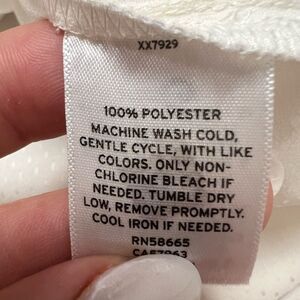 XX7929
100% POLYESTER
MACHINE WASH COLD,
GENTLE CYCLE, WITH LIKE
COLORS. ONLY NON-
CHLORINE BLEACH IF
NEEDED. TUMBLE DRY
LOW, REMOVE PROMPTLY.
COOL IRON IF NEEDED.
RN58665